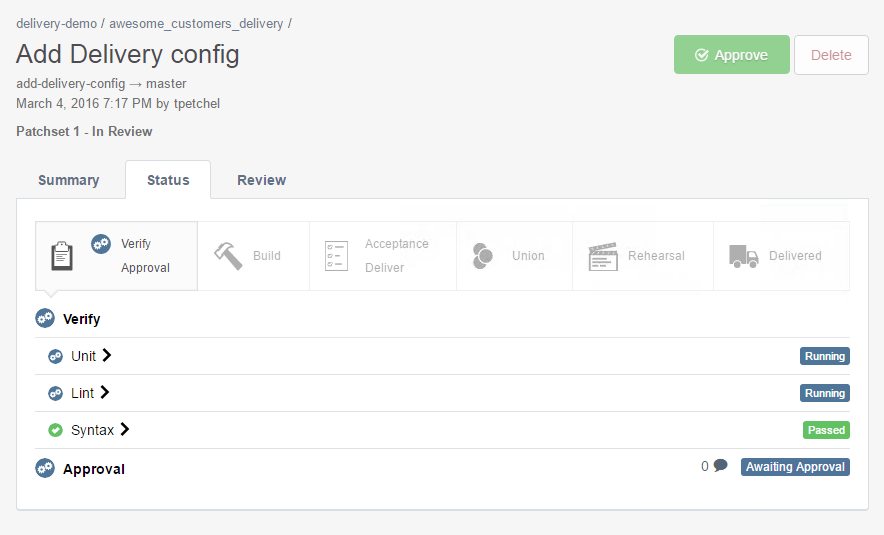 delivery-demo / awesome_customers_delivery /
Add Delivery config
Approve
Delete
add-delivery-config → master
March 4, 2016 7:17 PM by tpetchel
Patchset 1 - In Review
Summary
Status
Review
Verify
Approval
Build
Acceptance
Deliver
Union
Rehearsal
Delivered
Verify
Unit
Running
Lint
Running
Syntax
Passed
Approval
0
Awaiting Approval